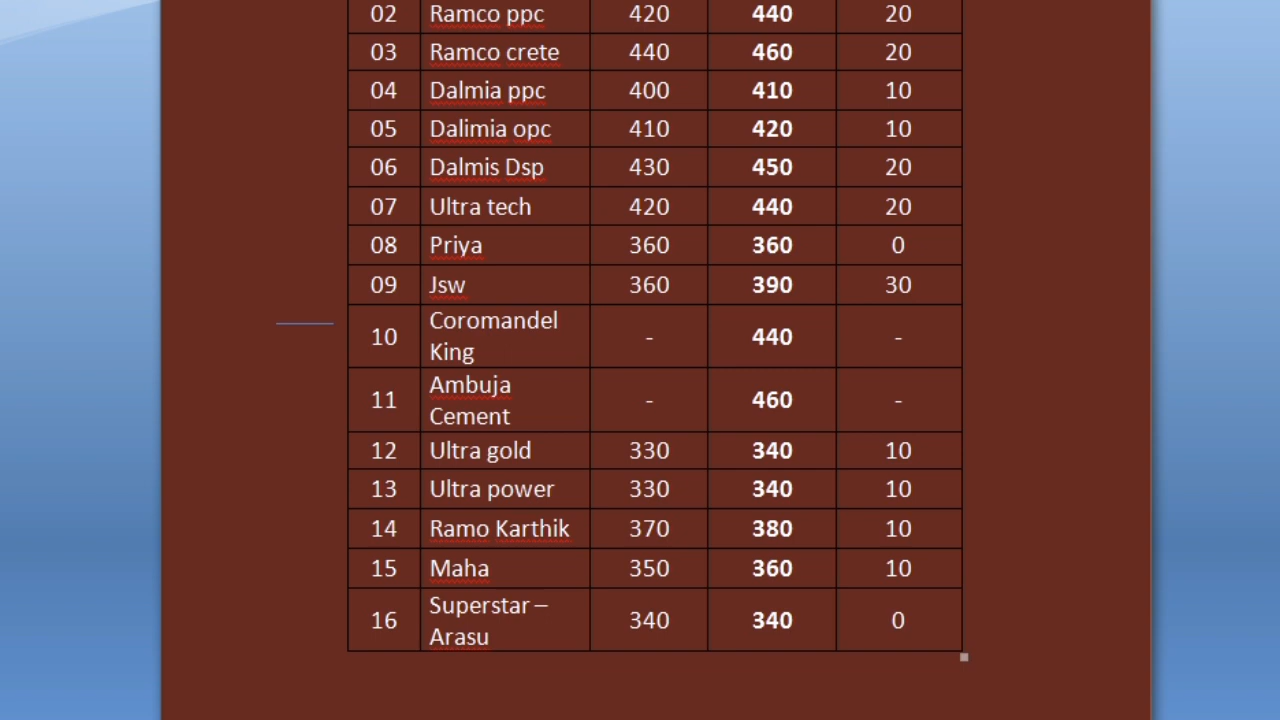 02 Ramco ppc 420 440 20
03 Ramco crete 440 460 20
04 Dalmia ppc 400 410 10
05 Dalimia opc 410 420 10
06 Dalmis Dsp 430 450 20
07 Ultra tech 420 440 20
08 Priya 360 360 0
09 Jsw 360 390 30
10 Coromandel
King - 440 -
11 Ambuja
Cement - 460 -
12 Ultra gold 330 340 10
13 Ultra power 330 340 10
14 Ramo Karthik 370 380 10
15 Maha 350 360 10
16 Superstar –
Arasu 340 340 0